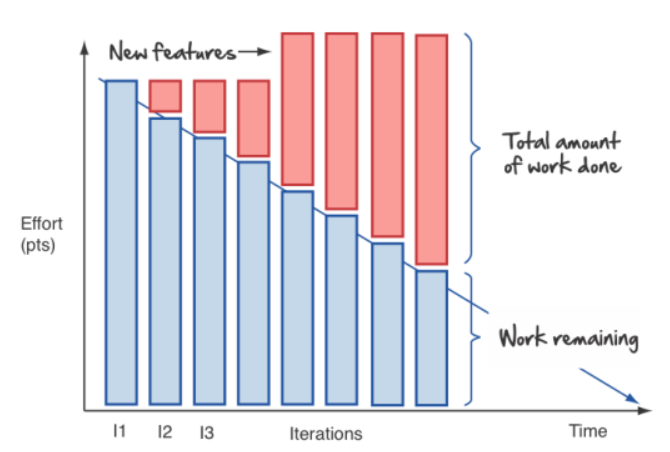 New features
Total amount
of work done
Effort
(pts)
Work remaining
I1 I2 I3 Iterations Time